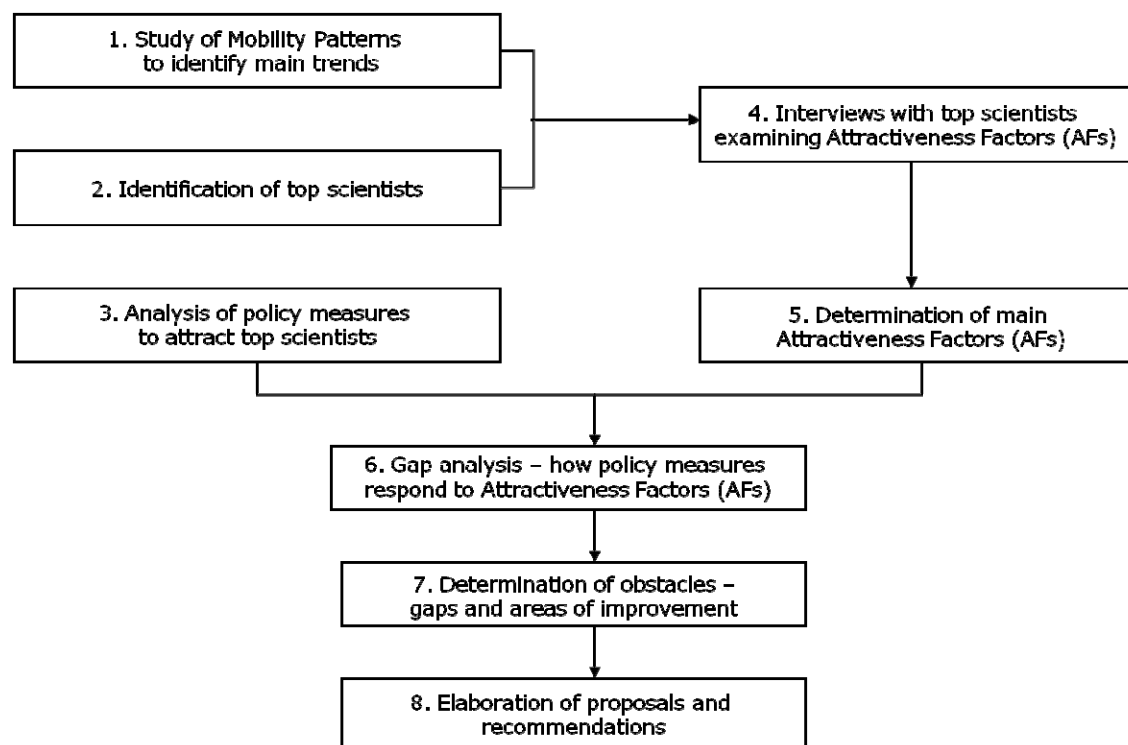 1. Study of Mobility Patterns
to identify main trends
2. Identification of top scientists
3. Analysis of policy measures
to attract top scientists
4. Interviews with top scientists
examining Attractiveness Factors (AFs)
5. Determination of main
Attractiveness Factors (AFs)
6. Gap analysis – how policy measures
respond to Attractiveness Factors (AFs)
7. Determination of obstacles –
gaps and areas of improvement
8. Elaboration of proposals and
recommendations